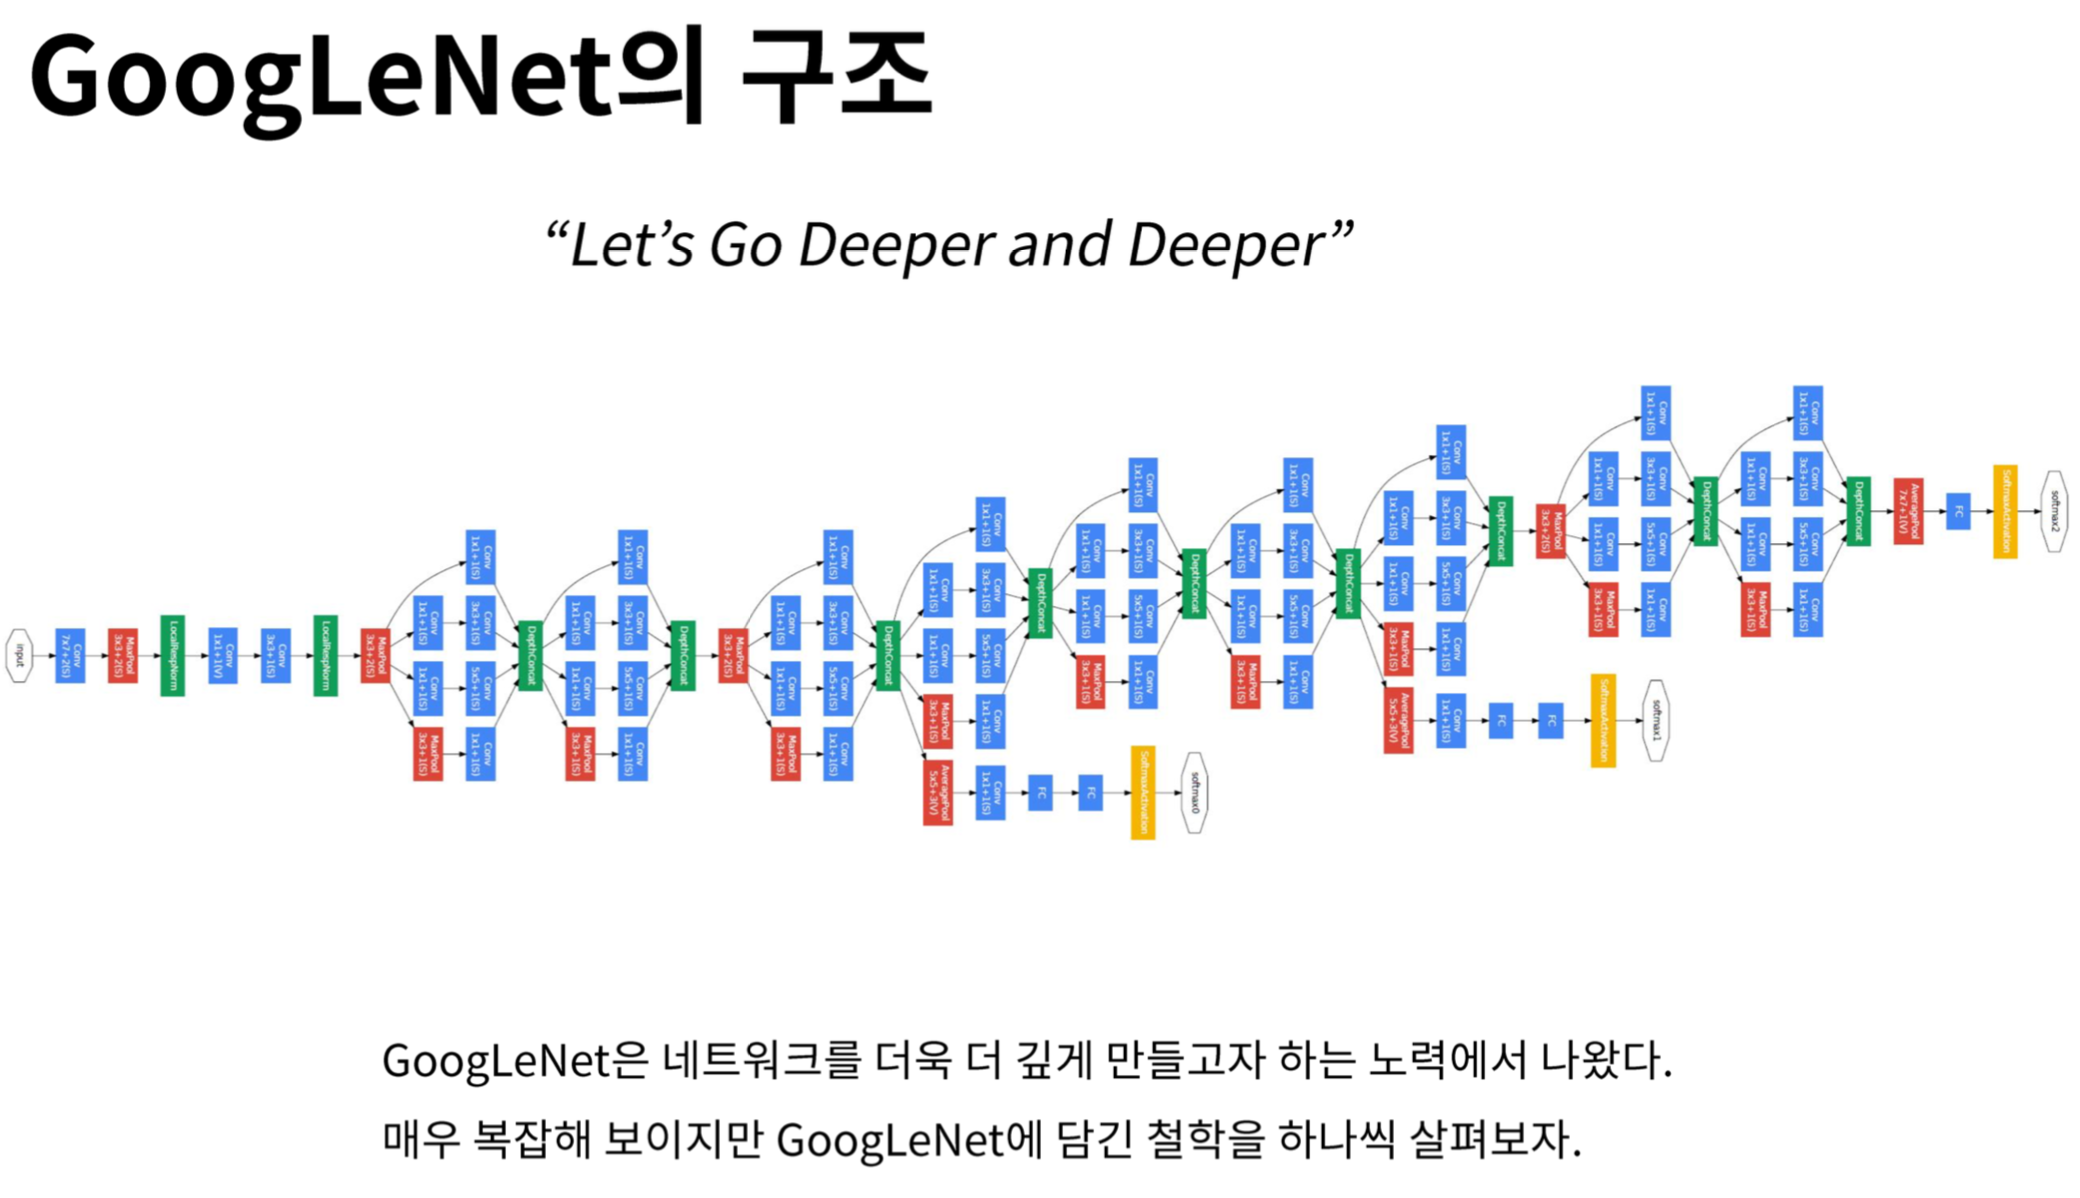 GoogLeNet의 구조
“Let’s Go Deeper and Deeper”
input
Conv
7x7+2(S)
MaxPool
3x3+2(S)
LocalRespNorm
Conv
1x1+1(V)
Conv
3x3+1(S)
LocalRespNorm
MaxPool
3x3+2(S)
Conv
1x1+1(S)
Conv
1x1+1(S)
MaxPool
3x3+1(S)
Conv
1x1+1(S)
Conv
3x3+1(S)
Conv
5x5+1(S)
Conv
1x1+1(S)
DepthConcat
Conv
1x1+1(S)
Conv
1x1+1(S)
MaxPool
3x3+1(S)
Conv
1x1+1(S)
Conv
3x3+1(S)
Conv
5x5+1(S)
Conv
1x1+1(S)
DepthConcat
MaxPool
3x3+2(S)
Conv
1x1+1(S)
Conv
1x1+1(S)
MaxPool
3x3+1(S)
Conv
1x1+1(S)
Conv
3x3+1(S)
Conv
5x5+1(S)
Conv
1x1+1(S)
DepthConcat
Conv
1x1+1(S)
Conv
1x1+1(S)
MaxPool
3x3+1(S)
AveragePool
5x5+3(V)
Conv
1x1+1(S)
Conv
3x3+1(S)
Conv
5x5+1(S)
Conv
1x1+1(S)
Conv
1x1+1(S)
DepthConcat
FC
FC
SoftmaxActivation
softmax0
Conv
1x1+1(S)
Conv
1x1+1(S)
MaxPool
3x3+1(S)
Conv
1x1+1(S)
Conv
3x3+1(S)
Conv
5x5+1(S)
Conv
1x1+1(S)
DepthConcat
Conv
1x1+1(S)
Conv
1x1+1(S)
MaxPool
3x3+1(S)
Conv
1x1+1(S)
Conv
3x3+1(S)
Conv
5x5+1(S)
Conv
1x1+1(S)
DepthConcat
Conv
1x1+1(S)
Conv
1x1+1(S)
MaxPool
3x3+1(S)
AveragePool
5x5+3(V)
Conv
1x1+1(S)
Conv
3x3+1(S)
Conv
5x5+1(S)
Conv
1x1+1(S)
Conv
1x1+1(S)
DepthConcat
FC
FC
SoftmaxActivation
softmax1
MaxPool
3x3+2(S)
Conv
1x1+1(S)
Conv
1x1+1(S)
MaxPool
3x3+1(S)
Conv
1x1+1(S)
Conv
3x3+1(S)
Conv
5x5+1(S)
Conv
1x1+1(S)
DepthConcat
Conv
1x1+1(S)
Conv
1x1+1(S)
MaxPool
3x3+1(S)
Conv
1x1+1(S)
Conv
3x3+1(S)
Conv
5x5+1(S)
Conv
1x1+1(S)
DepthConcat
AveragePool
7x7+1(V)
FC
SoftmaxActivation
softmax2
GoogLeNet은 네트워크를 더욱 더 깊게 만들고자 하는 노력에서 나왔다.
매우 복잡해 보이지만 GoogLeNet에 담긴 철학을 하나씩 살펴보자.